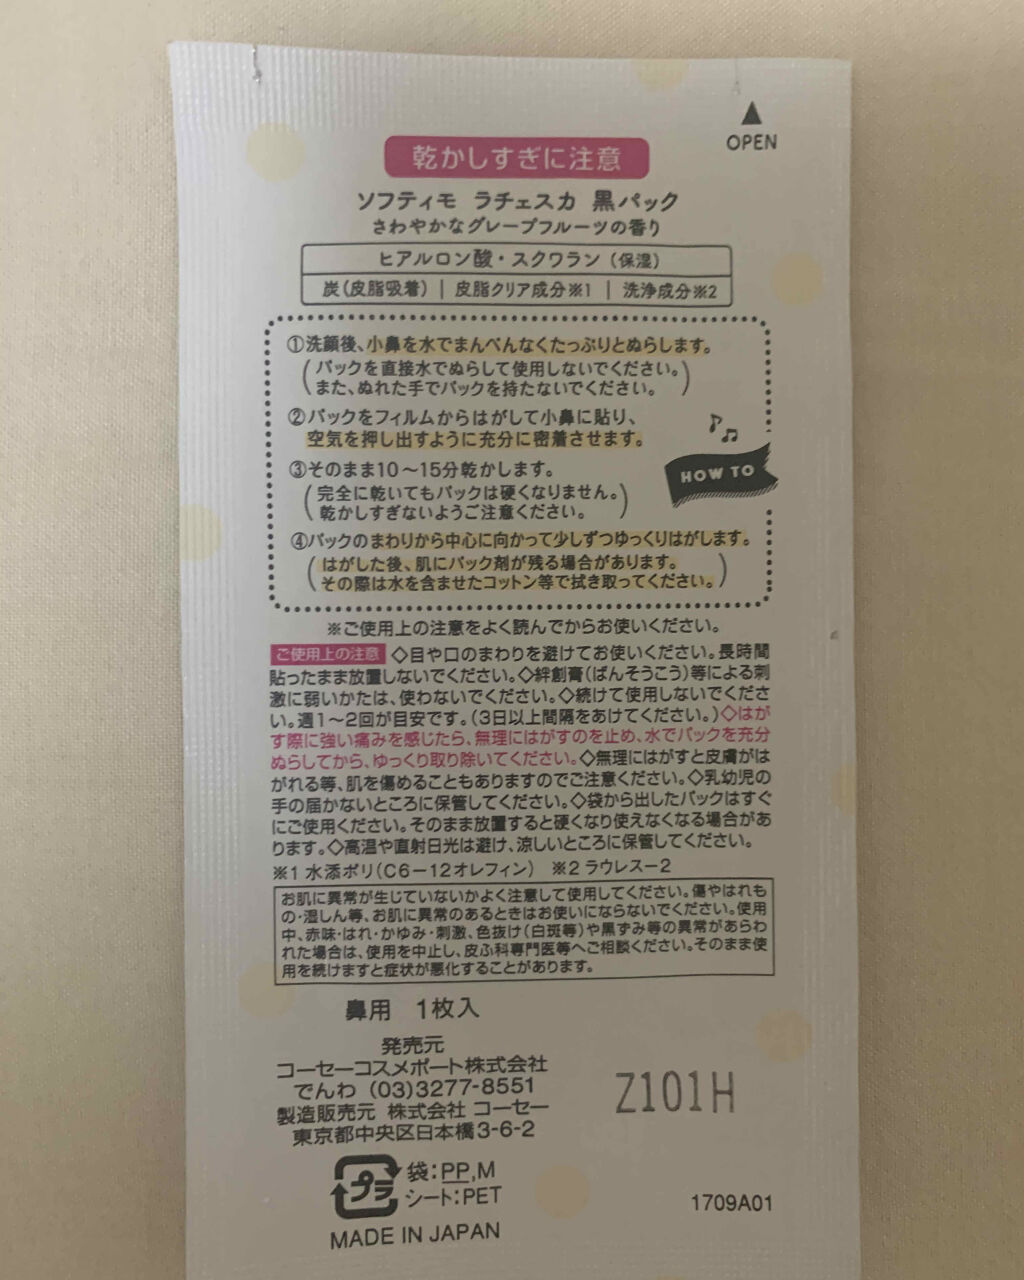 ▲
OPEN
乾かしすぎに注意
ソフティモ ラチェスカ 黒パック
さわやかなグレープフルーツの香り
ヒアルロン酸・スクワラン(保湿)
炭(皮脂吸着) | 皮脂クリア成分※1 | 洗浄成分※2
①洗顔後、小鼻を水でまんべんなくたっぷりとぬらします。
(パックを直接水でぬらして使用しないでください。
また、ぬれた手でパックを持たないでください。)
②パックをフィルムからはがして小鼻に貼り、
空気を押し出すように充分に密着させます。
③そのまま10～15分乾かします。
(完全に乾いてもパックは硬くなりません。
乾かしすぎないようご注意ください。)
HOW TO
④パックのまわりから中心に向かって少しずつゆっくりはがします。
(はがした後、肌にパック剤が残る場合があります。
その際は水を含ませたコットン等で拭き取ってください。)
※ご使用上の注意をよく読んでからお使いください。
ご使用上の注意 ◇目や口のまわりを避けてお使いください。長時間
貼ったまま放置しないでください。◇絆創膏(ばんそうこう)等による刺
激に弱いかたは、使わないでください。◇続けて使用しないでくださ
い。週1～2回が目安です。(3日以上間隔をあけてください。)◇はが
す際に強い痛みを感じたら、無理にはがすのを止め、水でパックを充分
ぬらしてから、ゆっくり取り除いてください。◇無理にはがすと皮膚がは
がれる等、肌を傷めることもありますのでご注意ください。◇乳幼児の
手の届かないところに保管してください。◇袋から出したパックはすぐ
にご使用ください。そのまま放置すると硬くなり使えなくなる場合があ
ります。◇高温や直射日光は避け、涼しいところに保管してください。
※1 水添ポリ(C6－12オレフィン) ※2 ラウレス－2
お肌に異常が生じていないかよく注意して使用してください。傷やはれも
の・湿しん等、お肌に異常のあるときはお使いにならないでください。使用
中、赤味・はれ・かゆみ・刺激、色抜け(白斑等)や黒ずみ等の異常があらわ
れた場合は、使用を中止し、皮ふ科専門医等へご相談ください。そのまま使
用を続けますと症状が悪化することがあります。
鼻用 1枚入
発売元
コーセーコスメポート株式会社
でんわ (03)3277-8551
製造販売元 株式会社 コーセー
東京都中央区日本橋3-6-2
Z101H
プラ
袋:PP,M
シート:PET
1709A01
MADE IN JAPAN